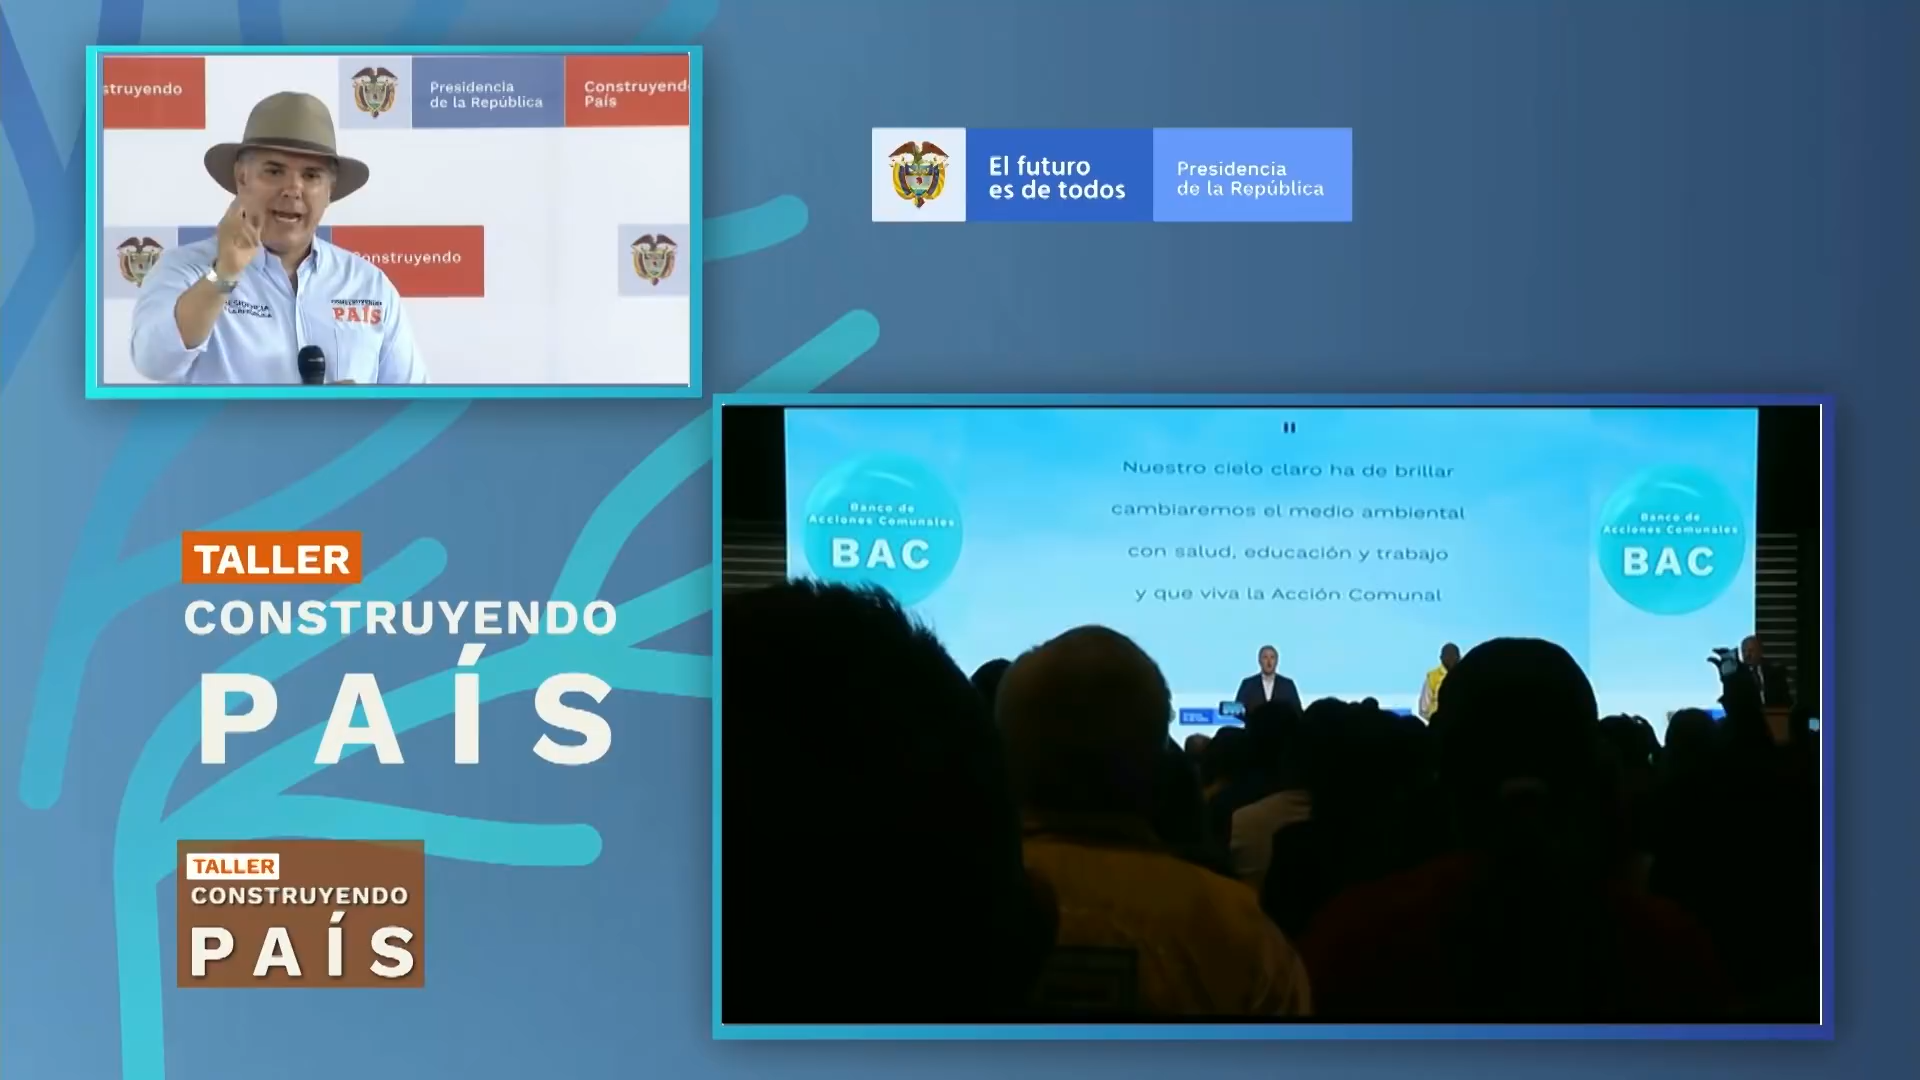 struyendo
Presidencia
de la República
Construyend
País
onstruyendo
PAÍS
El futuro
es de todos
Presidencia
de la República
TALLER
CONSTRUYENDO
PAÍS
TALLER
CONSTRUYENDO
PAÍS
II
Nuestro cielo claro ha de brillar
cambiaremos el medio ambiental
con salud, educación y trabajo
y que viva la Acción Comunal
Banco de
Acciones Comunales
BAC
Banco de
Acciones Comunales
BAC